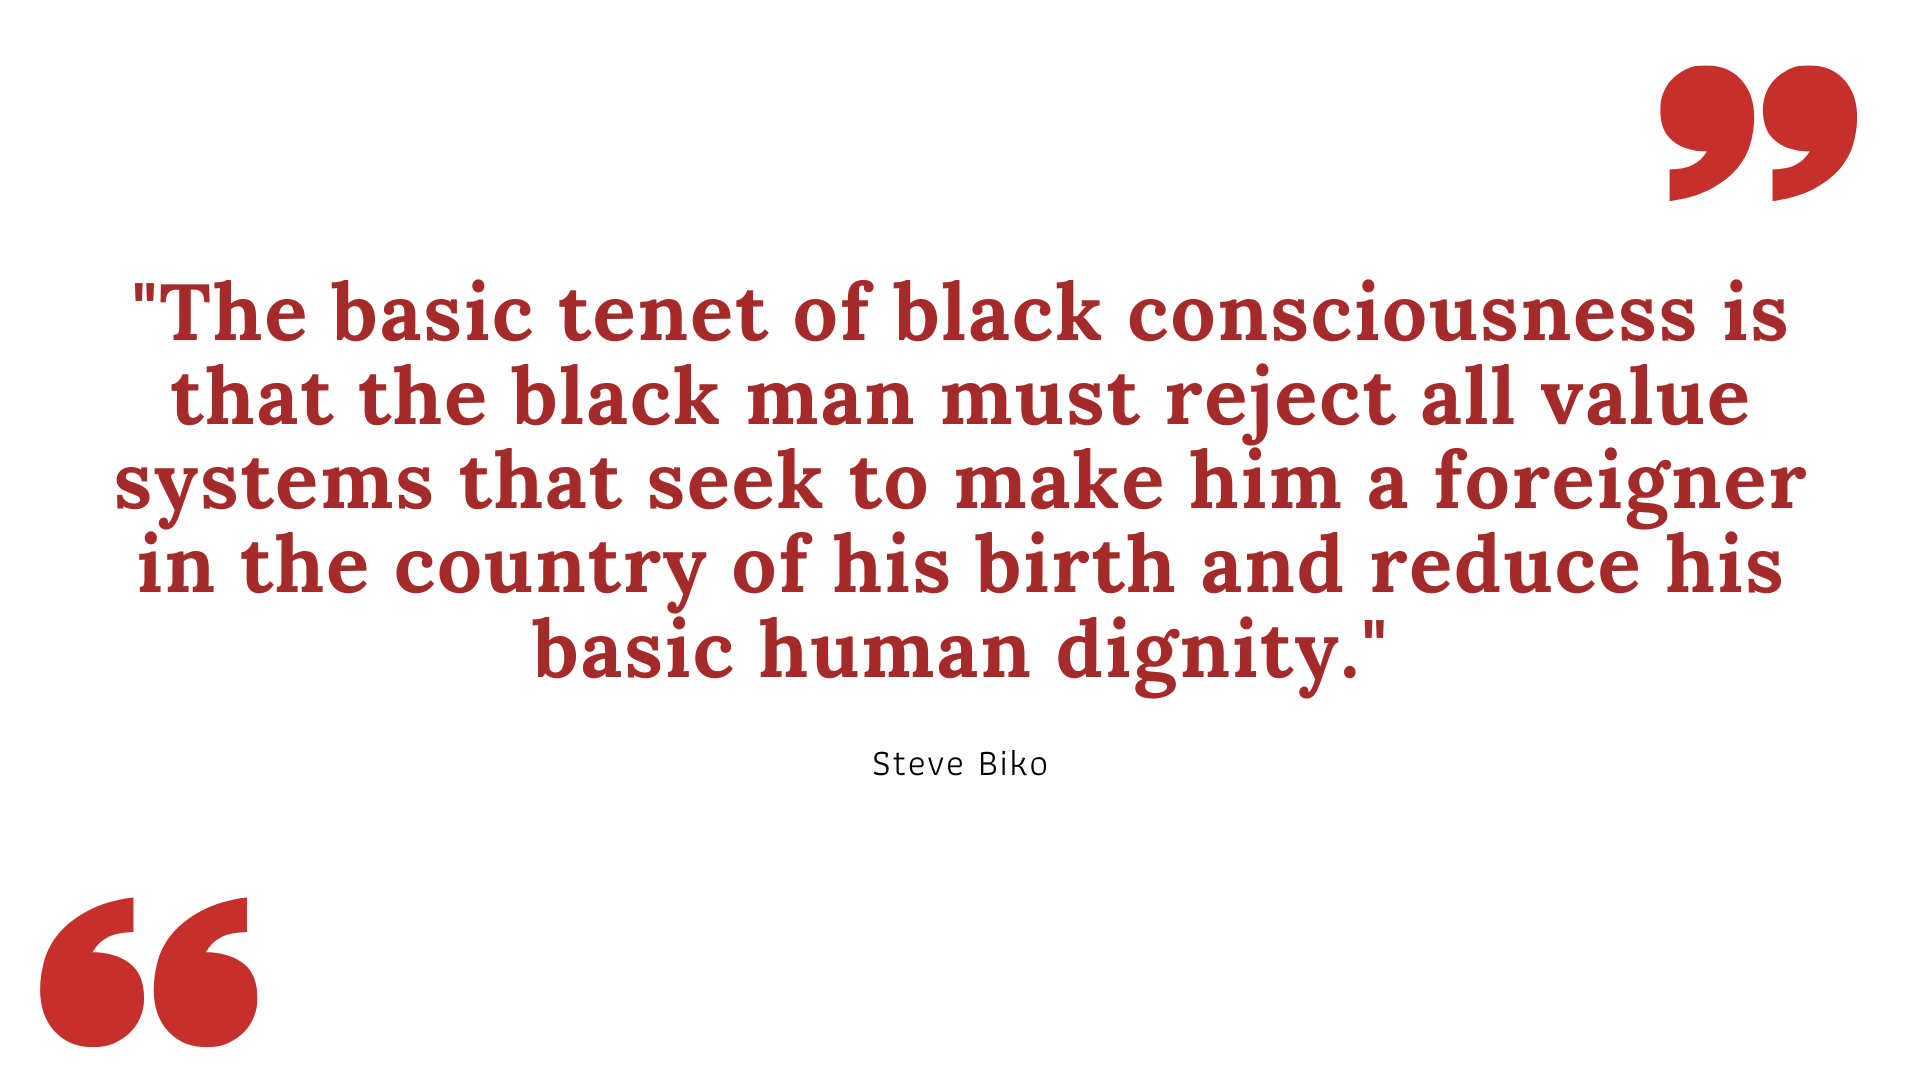 "The basic tenet of black consciousness is
that the black man must reject all value
systems that seek to make him a foreigner
in the country of his birth and reduce his
basic human dignity."
Steve Biko